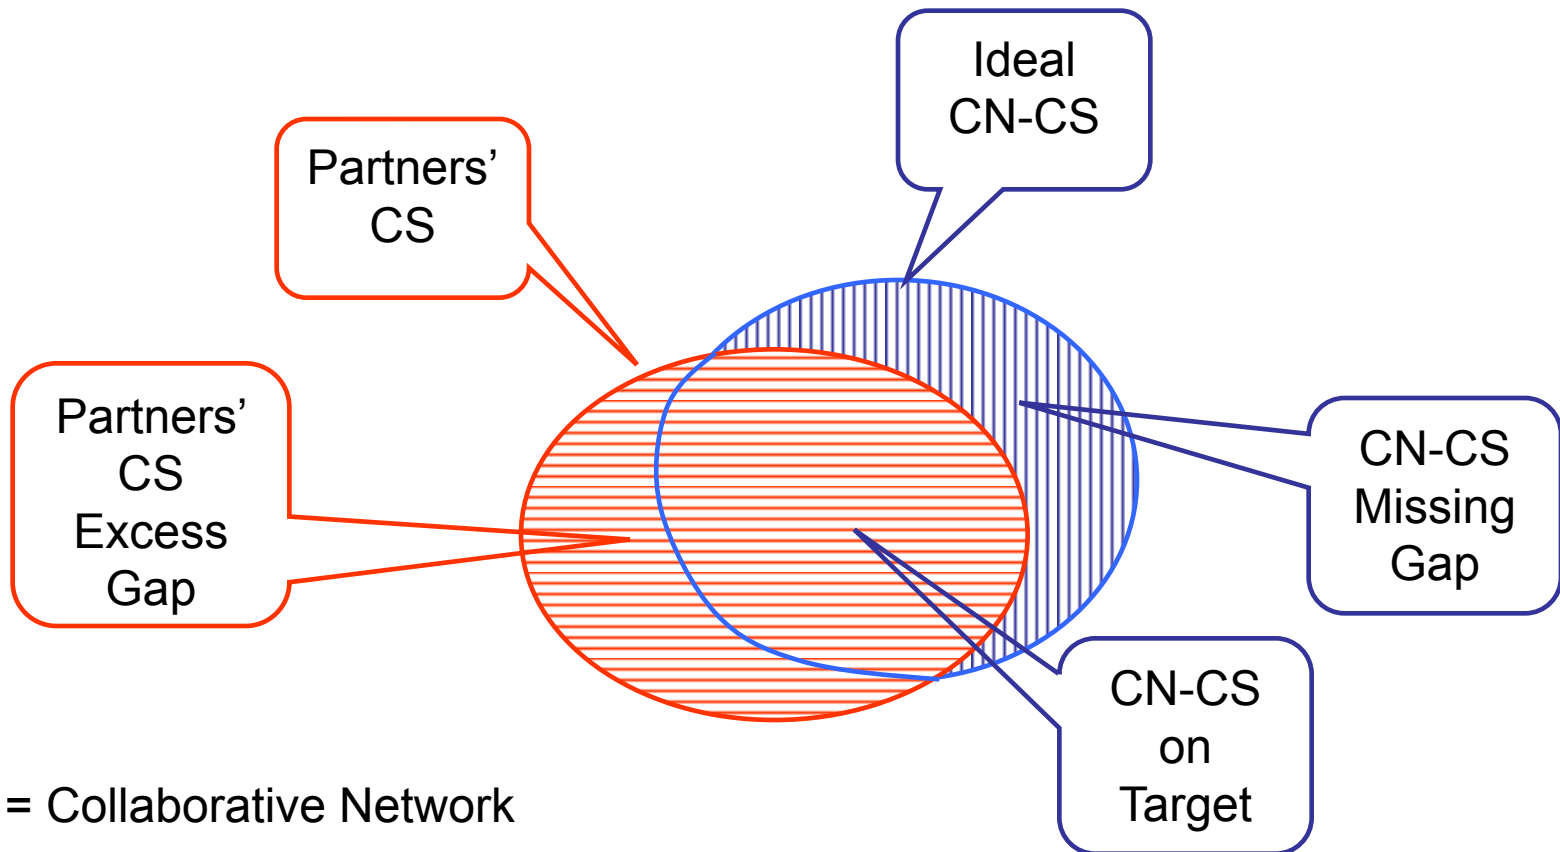 Ideal
CN-CS
Partners’
CS
Partners’
CS
Excess
Gap
CN-CS
Missing
Gap
CN-CS
on
Target
= Collaborative Network